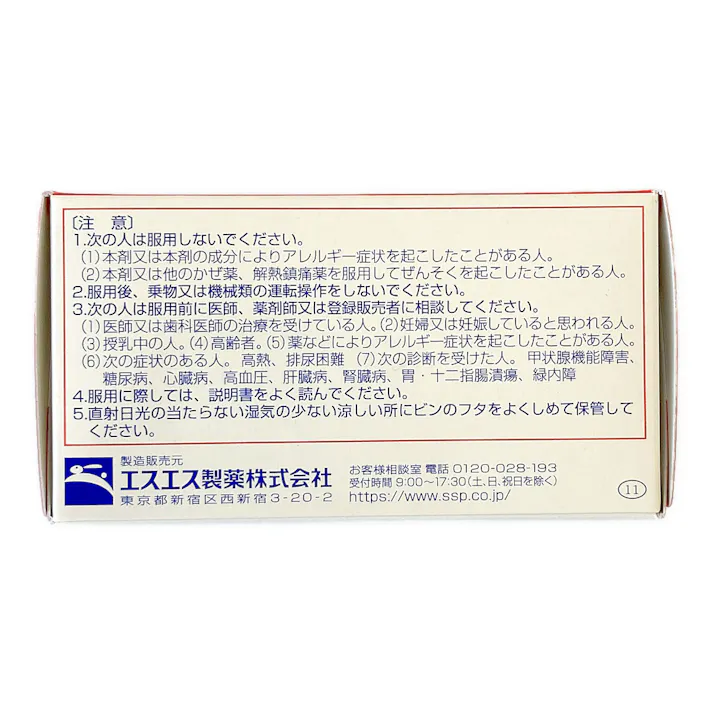 〔注 意〕
1.次の人は服用しないでください。
(1)本剤又は本剤の成分によりアレルギー症状を起こしたことがある人。
(2)本剤又は他のかぜ薬、解熱鎮痛薬を服用してぜんそくを起こしたことがある人。
2.服用後、乗物又は機械類の運転操作をしないでください。
3.次の人は服用前に医師、薬剤師又は登録販売者に相談してください。
(1)医師又は歯科医師の治療を受けている人。(2)妊婦又は妊娠していると思われる人。
(3)授乳中の人。(4)高齢者。(5)薬などによりアレルギー症状を起こしたことがある人。
(6)次の症状のある人。高熱、排尿困難 (7)次の診断を受けた人。甲状腺機能障害、
糖尿病、心臓病、高血圧、肝臓病、腎臓病、胃・十二指腸潰瘍、緑内障
4.服用に際しては、説明書をよく読んでください。
5.直射日光の当たらない湿気の少ない涼しい所にビンのフタをよくしめて保管して
ください。
製造販売元
エスエス製薬株式会社
東京都新宿区西新宿3-20-2
お客様相談室 電話 0120-028-193
受付時間 9:00~17:30(土、日、祝日を除く)
https://www.ssp.co.jp/
11